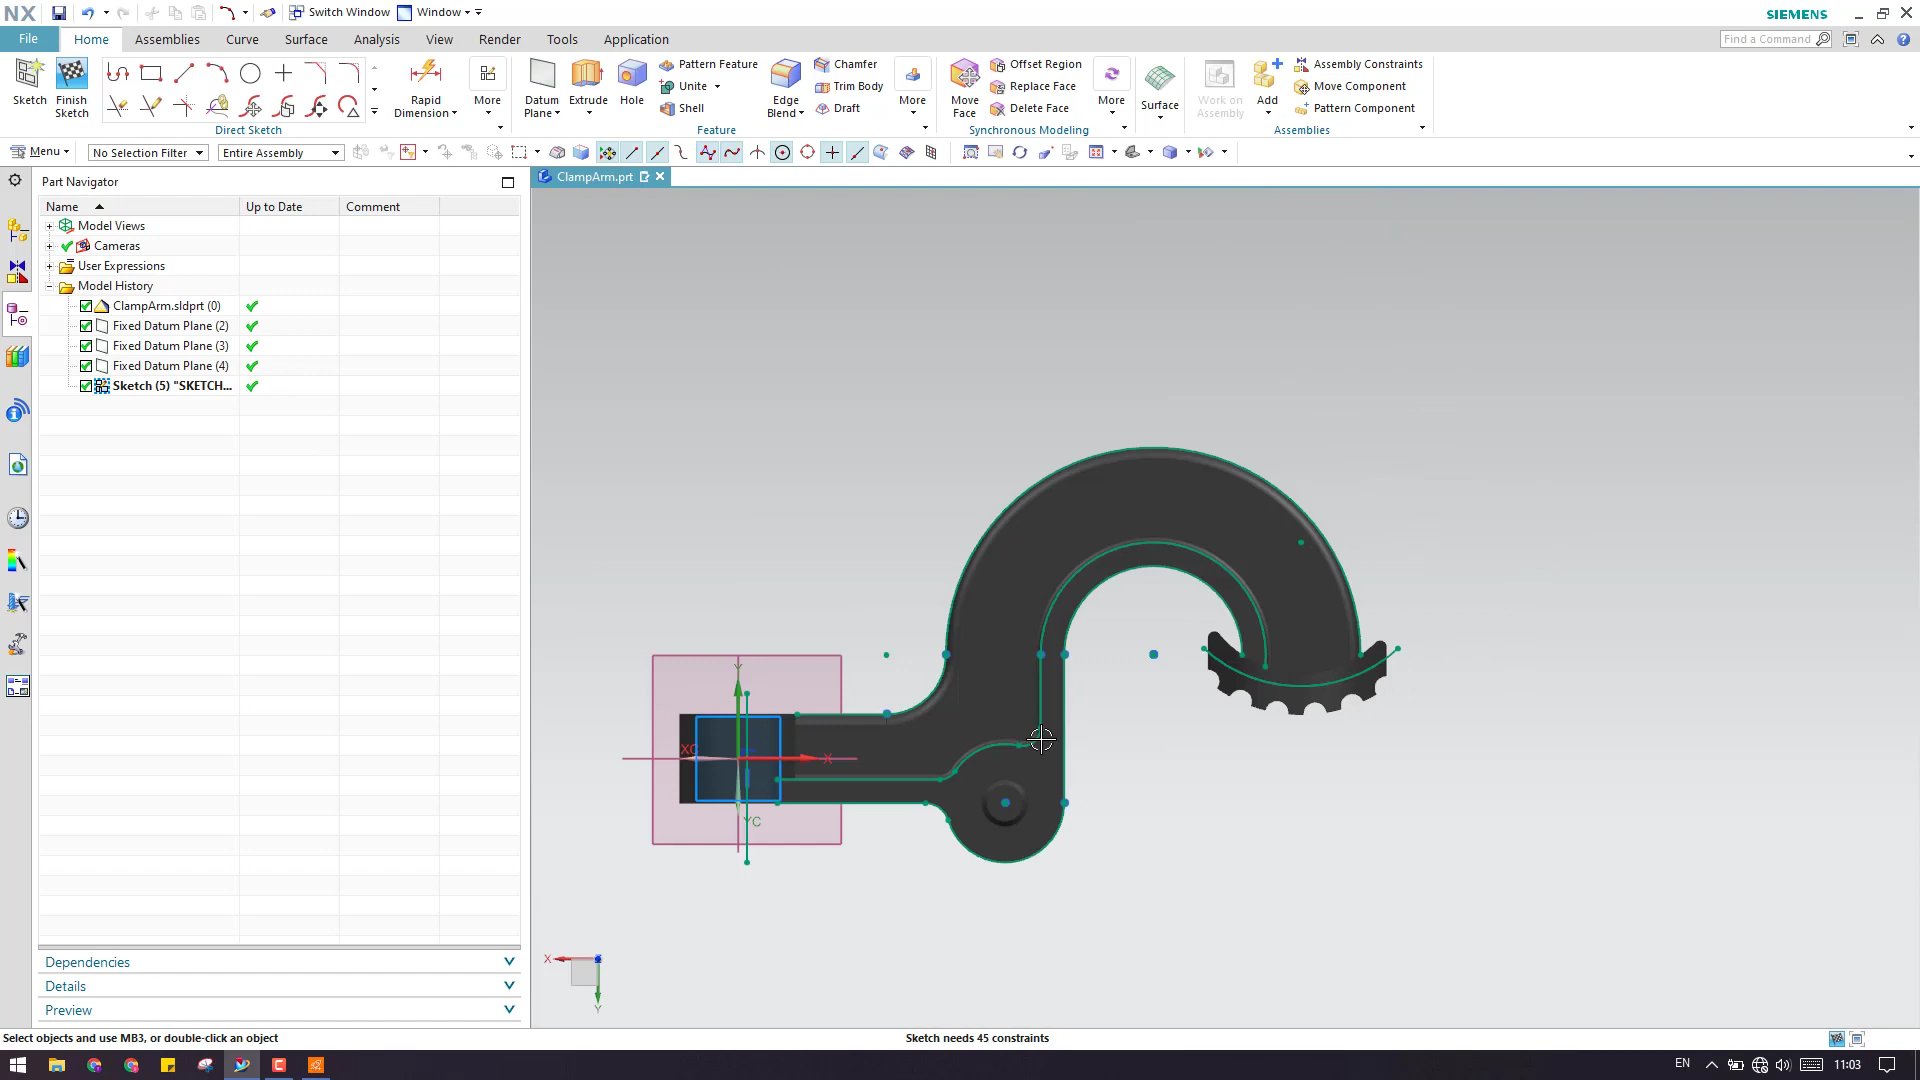 NX
Switch Window
Window
SIEMENS
File
Home
Assemblies
Curve
Surface
Analysis
View
Render
Tools
Application
Find a Command
Sketch
Finish Sketch
Rapid Dimension
More
Datum Plane
Extrude
Hole
Pattern Feature
Unite
Shell
Edge Blend
Chamfer
Trim Body
Draft
More
Move Face
Offset Region
Replace Face
Delete Face
More
Surface
Work on Assembly
Add
Assembly Constraints
Move Component
Pattern Component
Direct Sketch
Feature
Synchronous Modeling
Assemblies
Menu
No Selection Filter
Entire Assembly
Part Navigator
ClampArm.prt
Name
Up to Date
Comment
Model Views
Cameras
User Expressions
Model History
ClampArm.sldprt (0)
Fixed Datum Plane (2)
Fixed Datum Plane (3)
Fixed Datum Plane (4)
Sketch (5) "SKETCH...
Y
XC
X
YC
X
Y
Dependencies
Details
Preview
Select objects and use MB3, or double-click an object
Sketch needs 45 constraints
EN
11:03